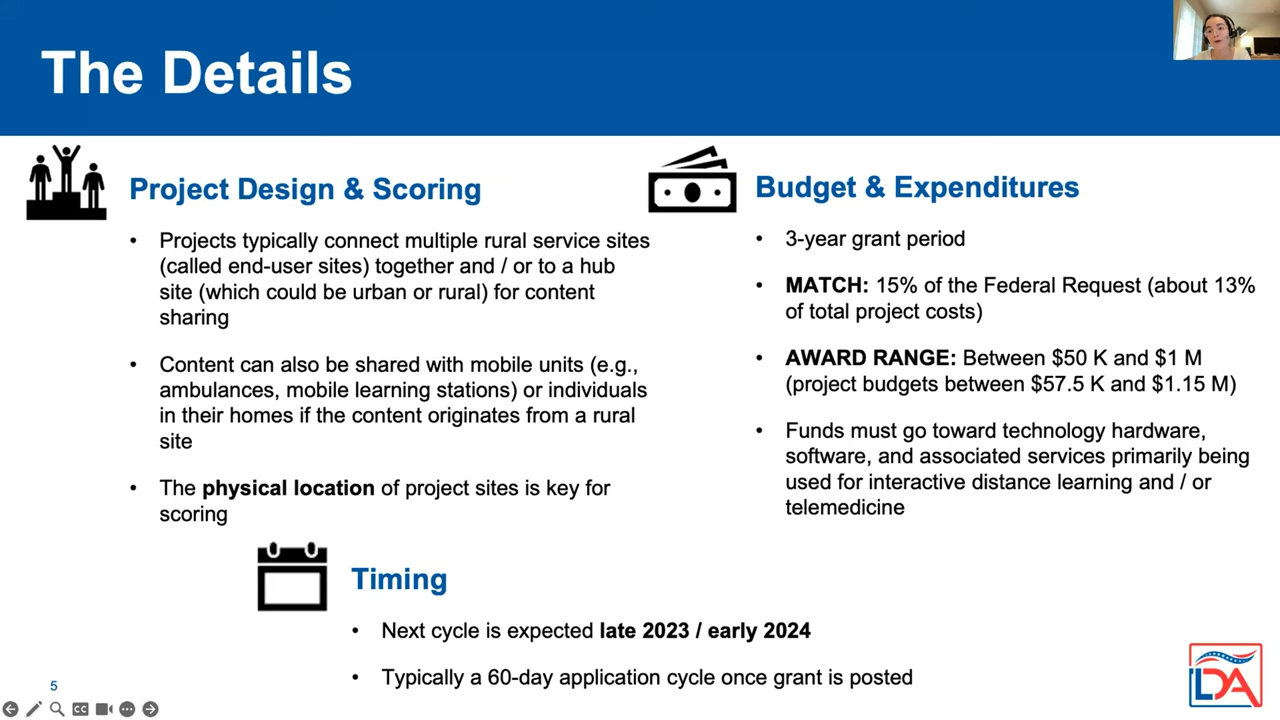 The Details
Project Design & Scoring
• Projects typically connect multiple rural service sites
(called end-user sites) together and / or to a hub
site (which could be urban or rural) for content
sharing
• Content can also be shared with mobile units (e.g.,
ambulances, mobile learning stations) or individuals
in their homes if the content originates from a rural
site
• The physical location of project sites is key for
scoring
Budget & Expenditures
• 3-year grant period
• MATCH: 15% of the Federal Request (about 13%
of total project costs)
• AWARD RANGE: Between $50 K and $1 M
(project budgets between $57.5 K and $1.15 M)
• Funds must go toward technology hardware,
software, and associated services primarily being
used for interactive distance learning and / or
telemedicine
Timing
• Next cycle is expected late 2023 / early 2024
• Typically a 60-day application cycle once grant is posted
5
CC
LDA